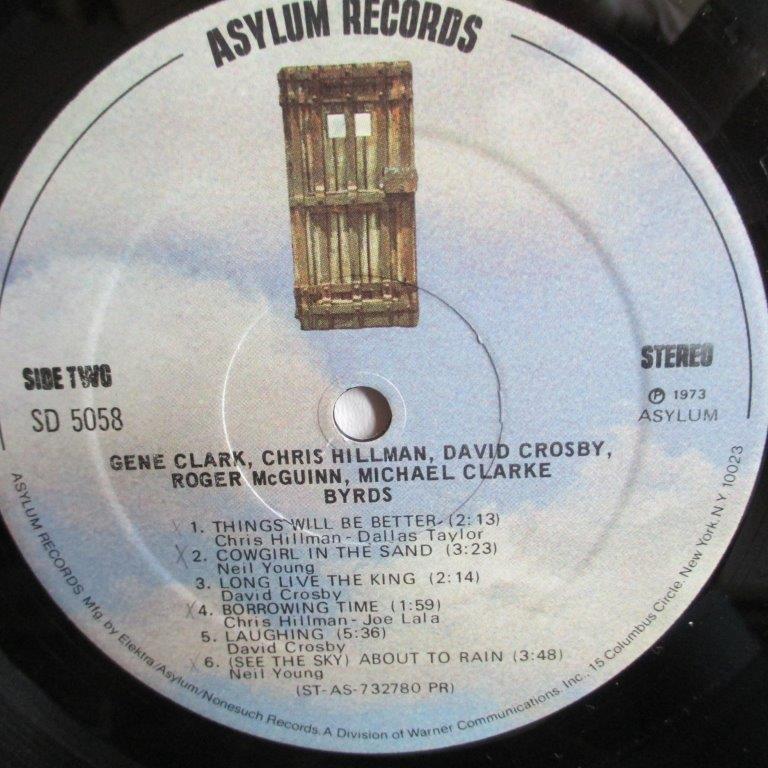 ASYLUM RECORDS
SIDE TWO
SD 5058
STEREO
Ⓟ 1973
ASYLUM
GENE CLARK, CHRIS HILLMAN, DAVID CROSBY,
ROGER McGUINN, MICHAEL CLARKE
BYRDS
1. THINGS WILL BE BETTER (2:13)
Chris Hillman - Dallas Taylor
2. COWGIRL IN THE SAND (3:23)
Neil Young
3. LONG LIVE THE KING (2:14)
David Crosby
4. BORROWING TIME (1:59)
Chris Hillman - Joe Lala
5. LAUGHING (5:36)
David Crosby
6. (SEE THE SKY) ABOUT TO RAIN (3:48)
Neil Young
(ST-AS-732780 PR)
ASYLUM RECORDS Mfg. by Elektra/Asylum/Nonesuch Records. A Division of Warner Communications. Inc., 15 Columbus Circle, New York, N.Y 10023